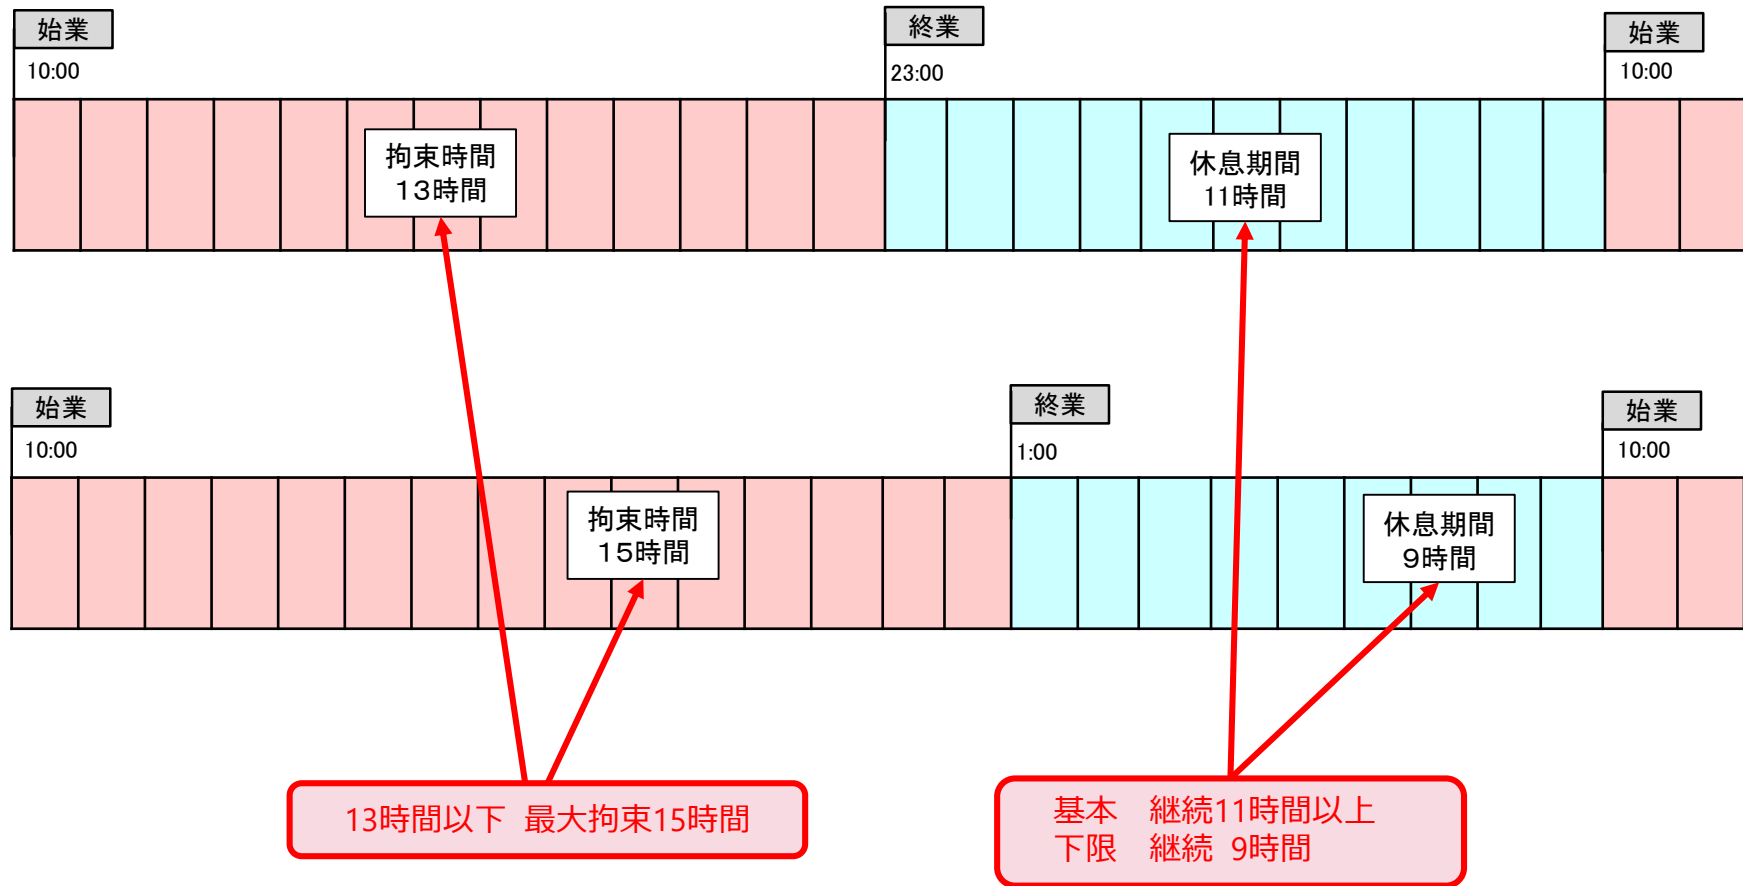 始業
終業
始業
10:00
23:00
10:00
拘束時間
１３時間
休息期間
11時間
始業
終業
始業
10:00
1:00
10:00
拘束時間
１５時間
休息期間
９時間
13時間以下 最大拘束15時間
基本　継続11時間以上
下限　継続 9時間